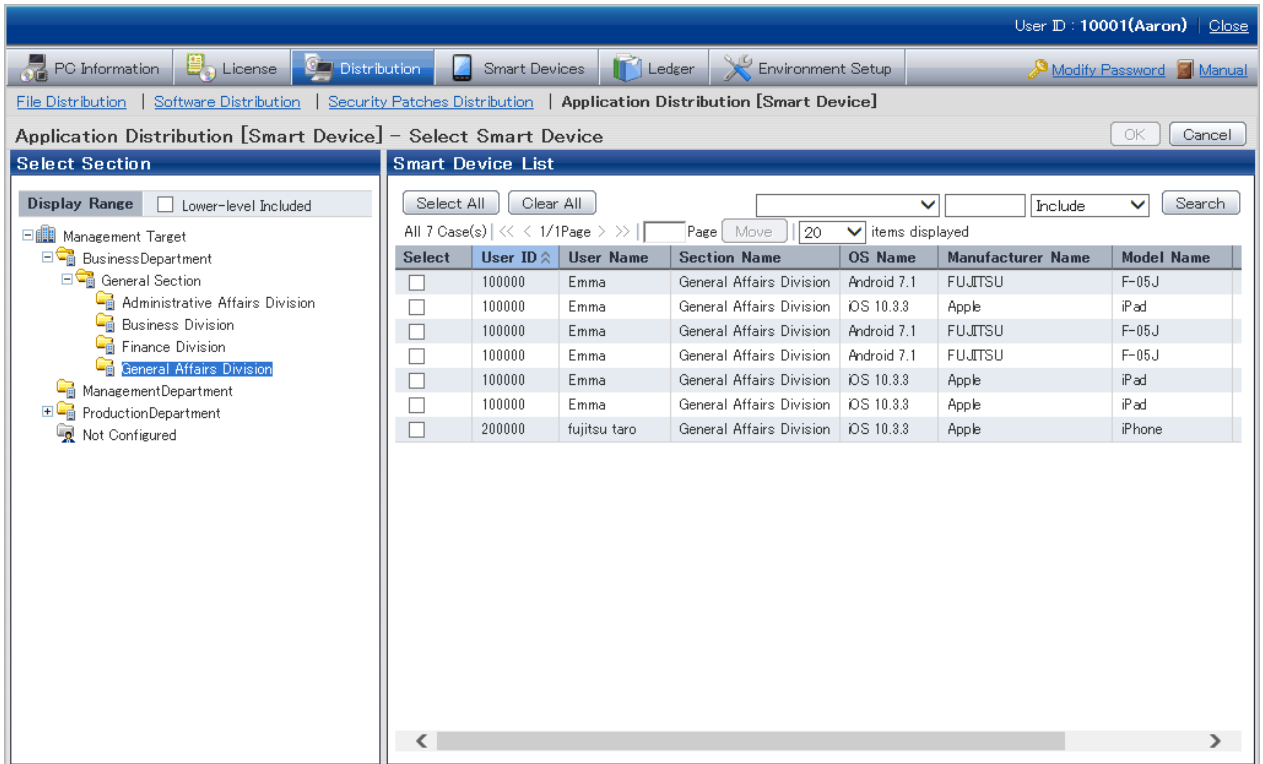 User ID : 10001(Aaron) | Close
PC Information License Distribution Smart Devices Ledger Environment Setup Modify Password Manual
File Distribution | Software Distribution | Security Patches Distribution | Application Distribution [Smart Device]
Application Distribution [Smart Device] - Select Smart Device OK Cancel
Select Section
Display Range Lower-level Included
Management Target
BusinessDepartment
General Section
Administrative Affairs Division
Business Division
Finance Division
General Affairs Division
ManagementDepartment
ProductionDepartment
Not Configured
Smart Device List
Select All Clear All Include Search
All 7 Case(s) | << < 1/1Page > >> | Page Move | 20 items displayed
Select User ID User Name Section Name OS Name Manufacturer Name Model Name
100000 Emma General Affairs Division Android 7.1 FUJITSU F-05J
100000 Emma General Affairs Division iOS 10.3.3 Apple iPad
100000 Emma General Affairs Division Android 7.1 FUJITSU F-05J
100000 Emma General Affairs Division Android 7.1 FUJITSU F-05J
100000 Emma General Affairs Division iOS 10.3.3 Apple iPad
100000 Emma General Affairs Division iOS 10.3.3 Apple iPad
200000 fujitsu taro General Affairs Division iOS 10.3.3 Apple iPhone